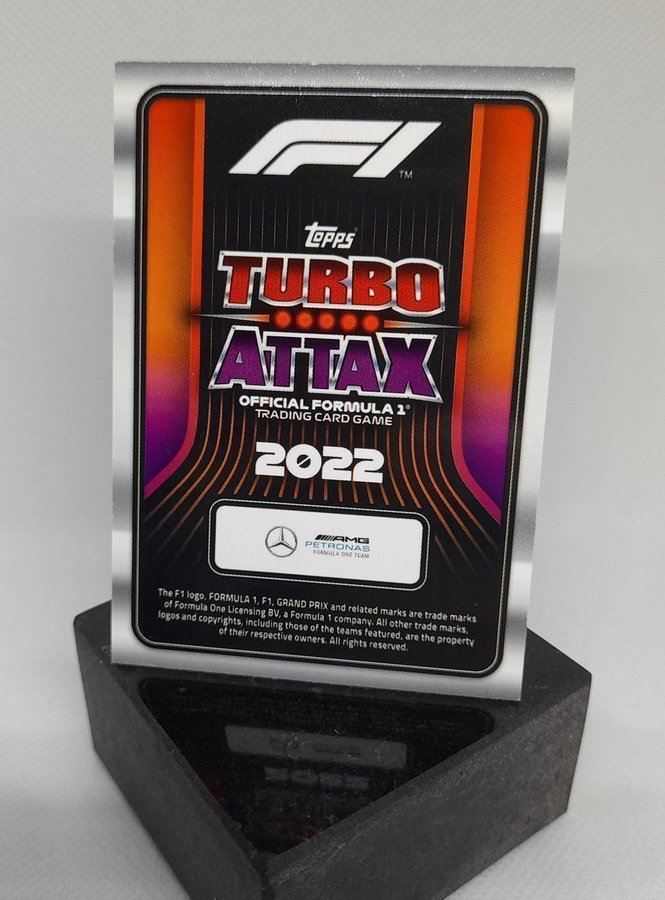 F1™
Topps®
TURBO
ATTAX
OFFICIAL FORMULA 1®
TRADING CARD GAME
2022
AMG
PETRONAS
FORMULA ONE TEAM
The F1 logo, FORMULA 1, F1, GRAND PRIX and related marks are trade marks
of Formula One Licensing BV, a Formula 1 company. All other trade marks,
logos and copyrights, including those of the teams featured, are the property
of their respective owners. All rights reserved.